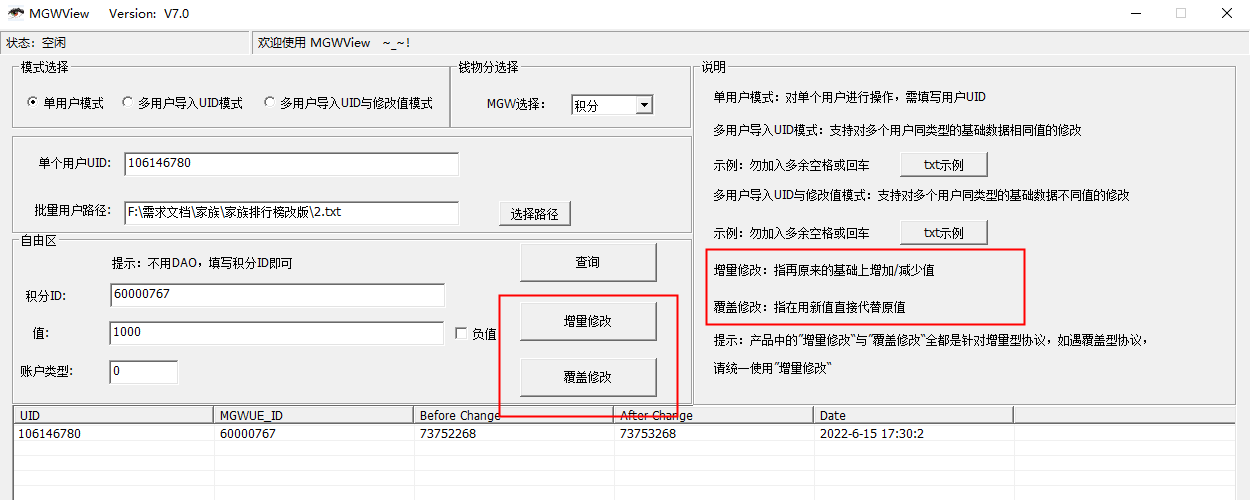 MGWView Version: V7.0
状态：空闲
欢迎使用 MGWView ~_~!
模式选择
单用户模式 多用户导入UID模式 多用户导入UID与修改值模式
钱物分选择
MGW选择： 积分
单个用户UID: 106146780
批量用户路径: F:\需求文档\家族\家族排行榜改版\2.txt 选择路径
自由区
提示：不用DAO，填写积分ID即可 查询
积分ID: 60000767
增量修改
值: 1000 负值
账户类型: 0 覆盖修改
说明
单用户模式：对单个用户进行操作，需填写用户UID
多用户导入UID模式：支持对多个用户同类型的基础数据相同值的修改
示例：勿加入多余空格或回车 txt示例
多用户导入UID与修改值模式：支持对多个用户同类型的基础数据不同值的修改
示例：勿加入多余空格或回车 txt示例
增量修改：指再原来的基础上增加/减少值
覆盖修改：指在用新值直接代替原值
提示：产品中的"增量修改"与"覆盖修改"全都是针对增量型协议，如遇覆盖型协议，
请统一使用"增量修改"
UID MGWUE_ID Before Change After Change Date
106146780 60000767 73752268 73753268 2022-6-15 17:30:2